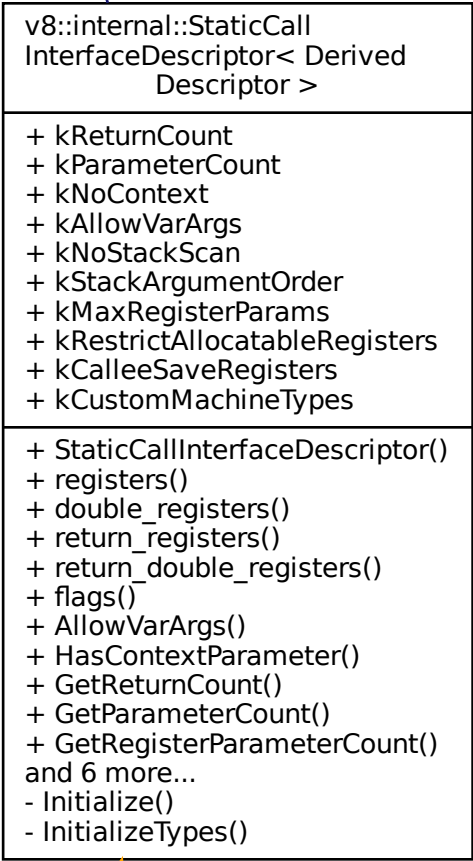 v8::internal::StaticCall
InterfaceDescriptor< Derived
Descriptor >
+ kReturnCount
+ kParameterCount
+ kNoContext
+ kAllowVarArgs
+ kNoStackScan
+ kStackArgumentOrder
+ kMaxRegisterParams
+ kRestrictAllocatableRegisters
+ kCalleeSaveRegisters
+ kCustomMachineTypes
+ StaticCallInterfaceDescriptor()
+ registers()
+ double_registers()
+ return_registers()
+ return_double_registers()
+ flags()
+ AllowVarArgs()
+ HasContextParameter()
+ GetReturnCount()
+ GetParameterCount()
+ GetRegisterParameterCount()
and 6 more...
- Initialize()
- InitializeTypes()